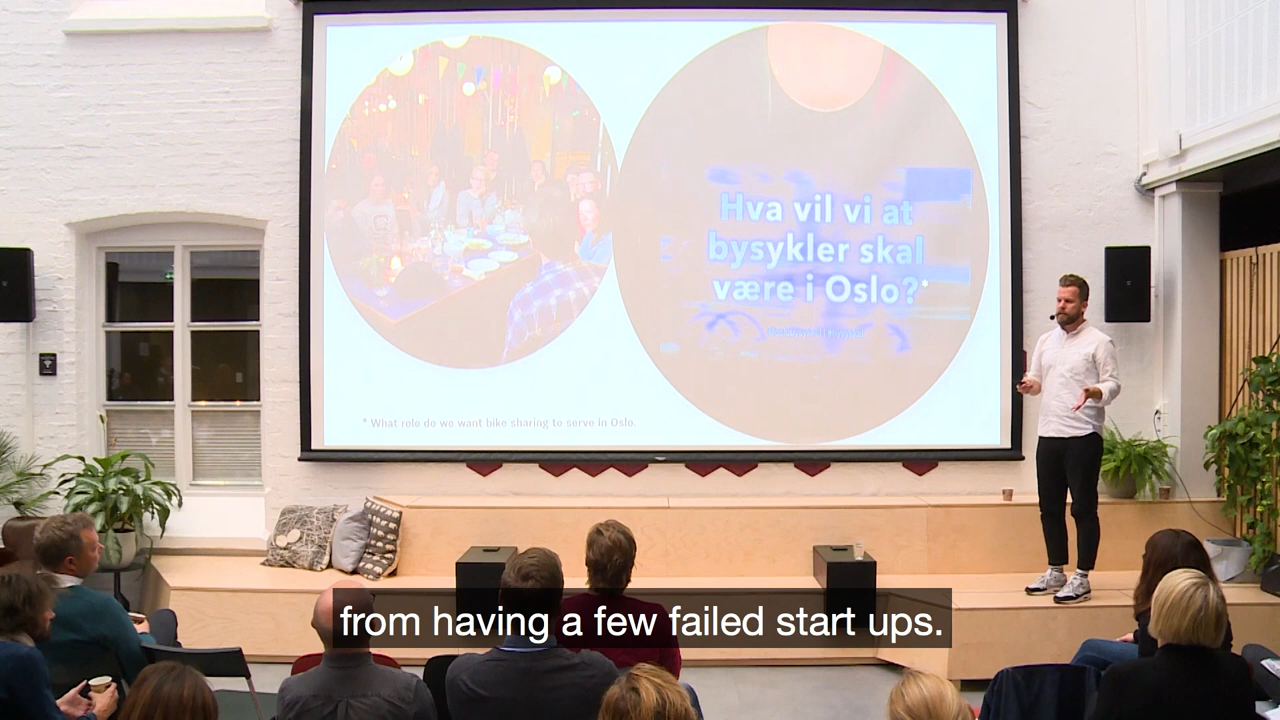 Hva vil vi at
bysykler skal
være i Oslo?*
* What role do we want bike sharing to serve in Oslo.
from having a few failed start ups.